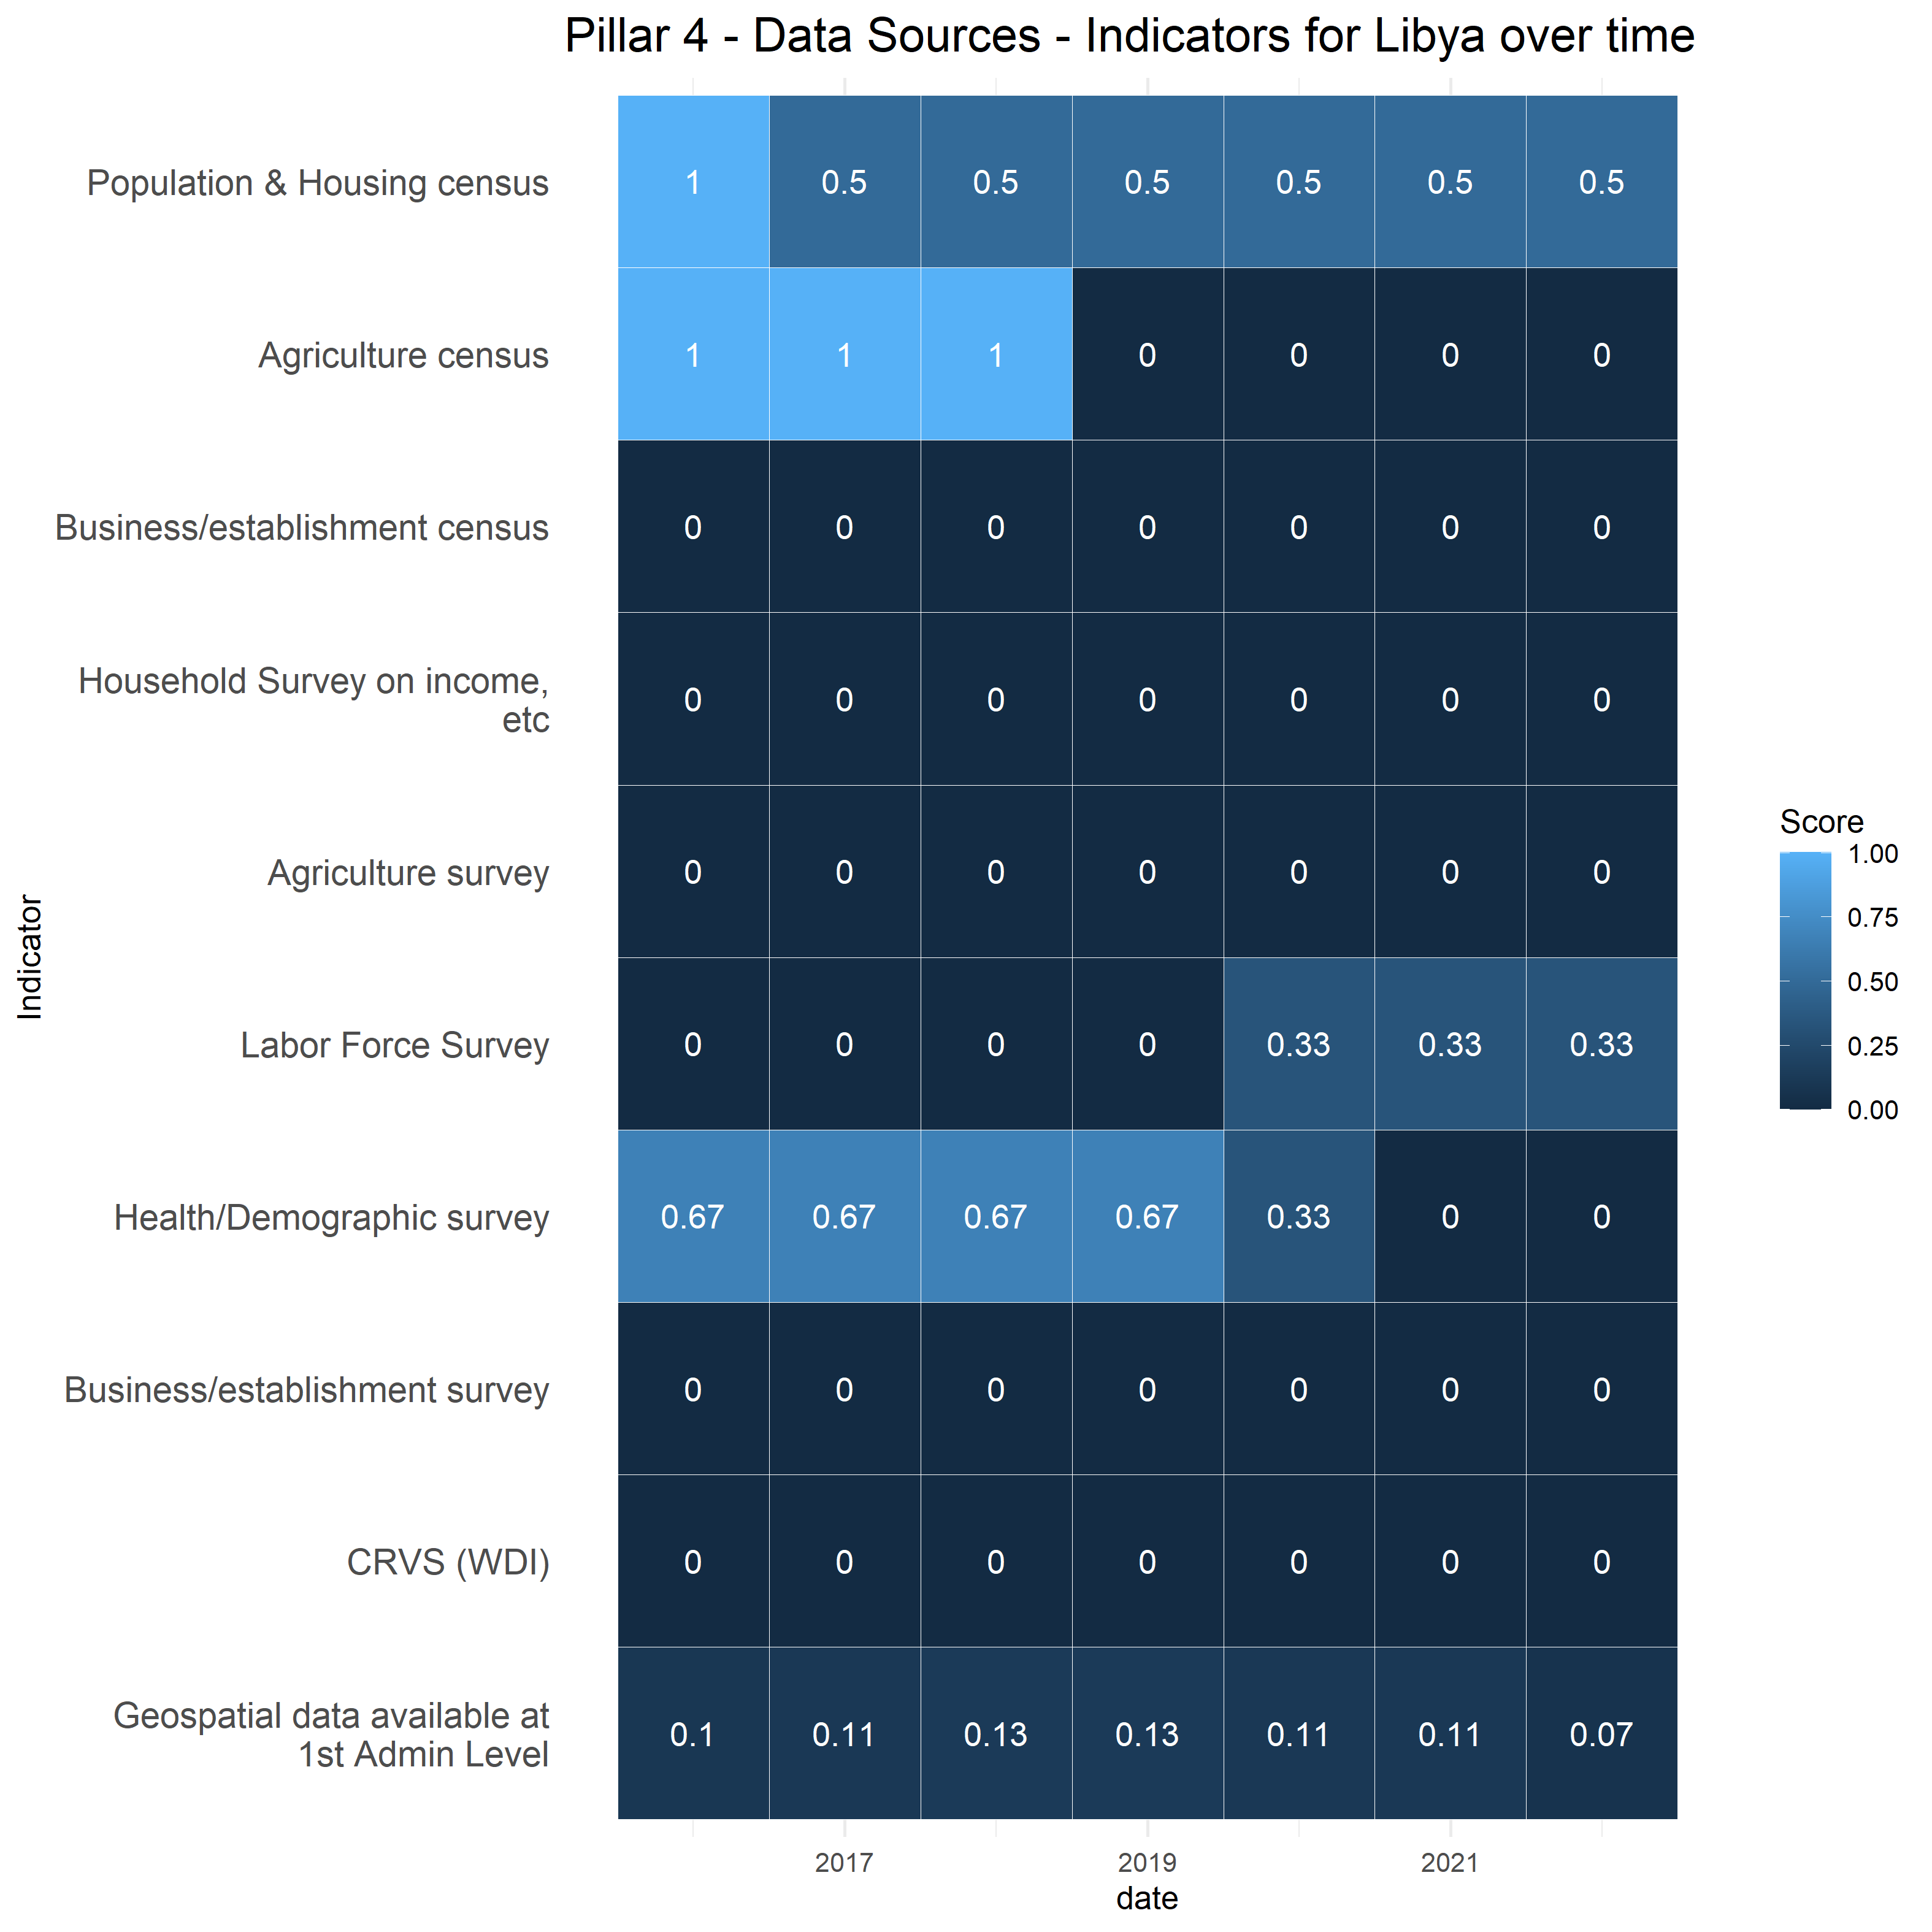 Pillar 4 - Data Sources - Indicators for Libya over time
Population & Housing census
1 0.5 0.5 0.5 0.5 0.5 0.5
Agriculture census
1 1 1 0 0 0 0
Business/establishment census
0 0 0 0 0 0 0
Household Survey on income,
etc
0 0 0 0 0 0 0
Agriculture survey
0 0 0 0 0 0 0
Labor Force Survey
0 0 0 0 0.33 0.33 0.33
Health/Demographic survey
0.67 0.67 0.67 0.67 0.33 0 0
Business/establishment survey
0 0 0 0 0 0 0
CRVS (WDI)
0 0 0 0 0 0 0
Geospatial data available at
1st Admin Level
0.1 0.11 0.13 0.13 0.11 0.11 0.07
2017 2019 2021
date
Indicator
Score
1.00
0.75
0.50
0.25
0.00